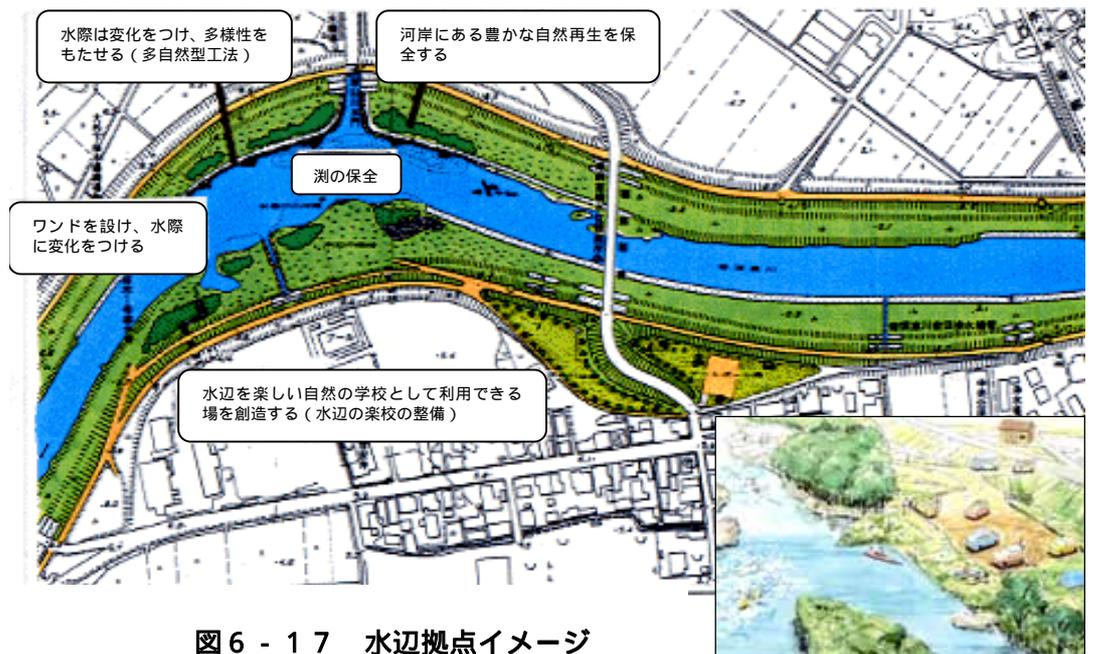 水際は変化をつけ、多様性を
もたせる（多自然型工法）
河岸にある豊かな自然再生を保
全する
渕の保全
ワンドを設け、水際
に変化をつける
水辺を楽しい自然の学校として利用できる
場を創造する（水辺の楽校の整備）
プール
図６-１７　水辺拠点イメージ